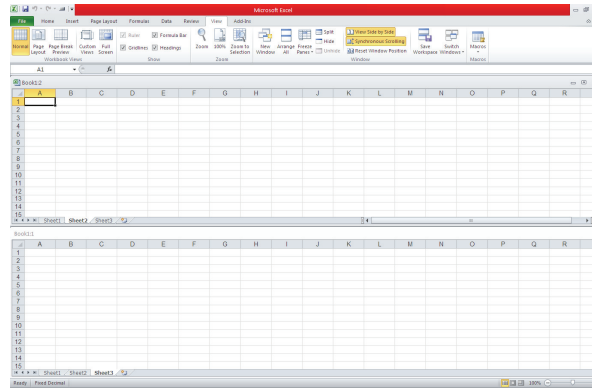 Microsoft Excel
File Home Insert Page Layout Formulas Data Review View Add-Ins
Normal Page Layout Page Break Preview Custom Views Full Screen
Ruler Formula Bar
Gridlines Headings
Zoom 100% Zoom to Selection
New Window Arrange All Freeze Panes
Split
Hide
Unhide
View Side by Side
Synchronous Scrolling
Reset Window Position
Save Workspace Switch Windows Macros
Workbook Views Show Zoom Window Macros
A1 fx
Book1:2
A B C D E F G H I J K L M N O P Q R
1
2
3
4
5
6
7
8
9
10
11
12
13
14
15
Sheet1 Sheet2 Sheet3
Book1:1
A B C D E F G H I J K L M N O P Q R
1
2
3
4
5
6
7
8
9
10
11
12
13
14
15
Sheet1 Sheet2 Sheet3
Ready Fixed Decimal 100%